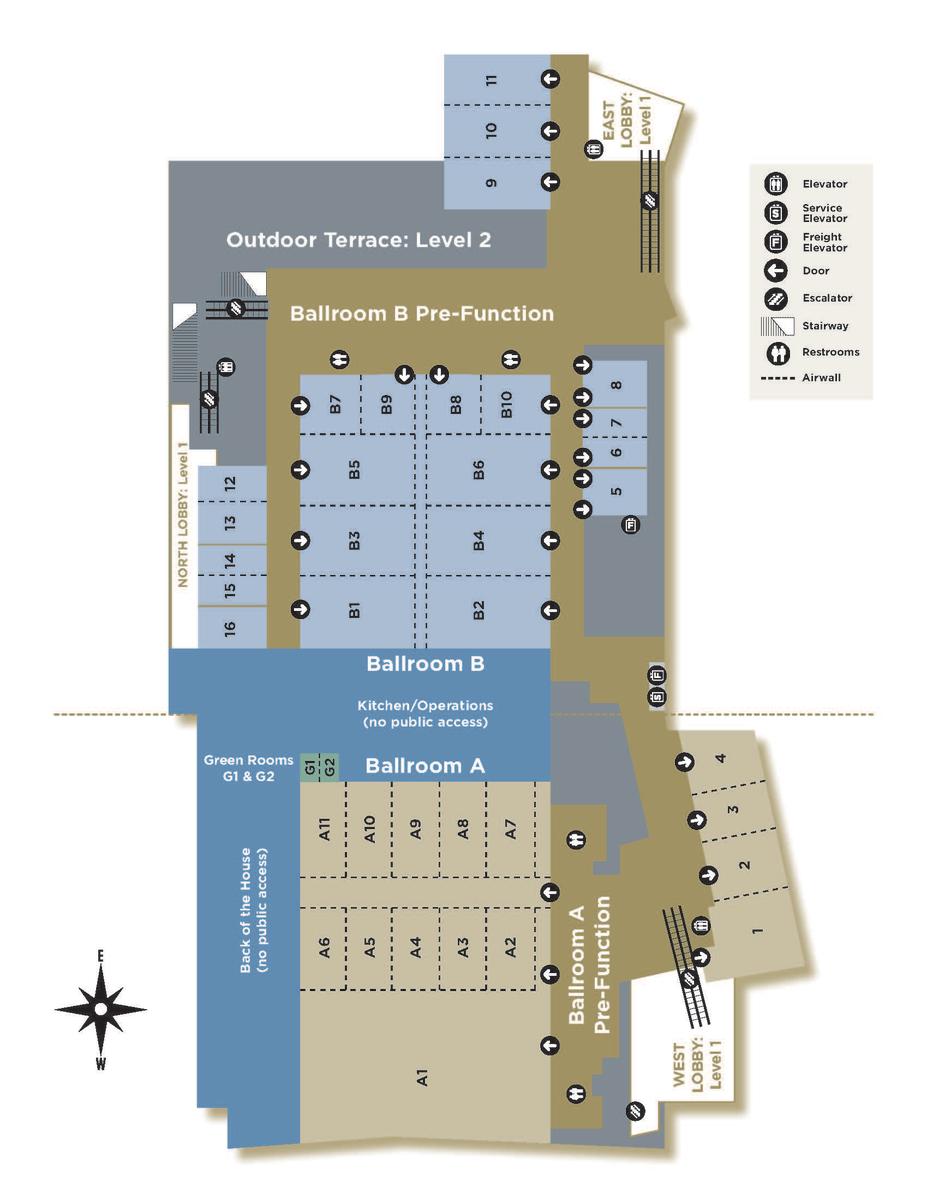 11
10
9
EAST
LOBBY:
Level 1
Elevator
S
Service
Elevator
F
Freight
Elevator
Door
Escalator
Stairway
Restrooms
Airwall
Outdoor Terrace: Level 2
Ballroom B Pre-Function
B7
B9
B8
B10
8
7
6
5
F
B5
B6
B3
B4
B1
B2
NORTH LOBBY: Level 1
12
13
14
15
16
Ballroom B
Kitchen/Operations
(no public access)
F
S
Green Rooms
G1 & G2
G1
G2
Ballroom A
A11
A10
A9
A8
A7
A6
A5
A4
A3
A2
A1
Back of the House
(no public access)
Ballroom A
Pre-Function
4
3
2
1
WEST
LOBBY:
Level 1
E
W